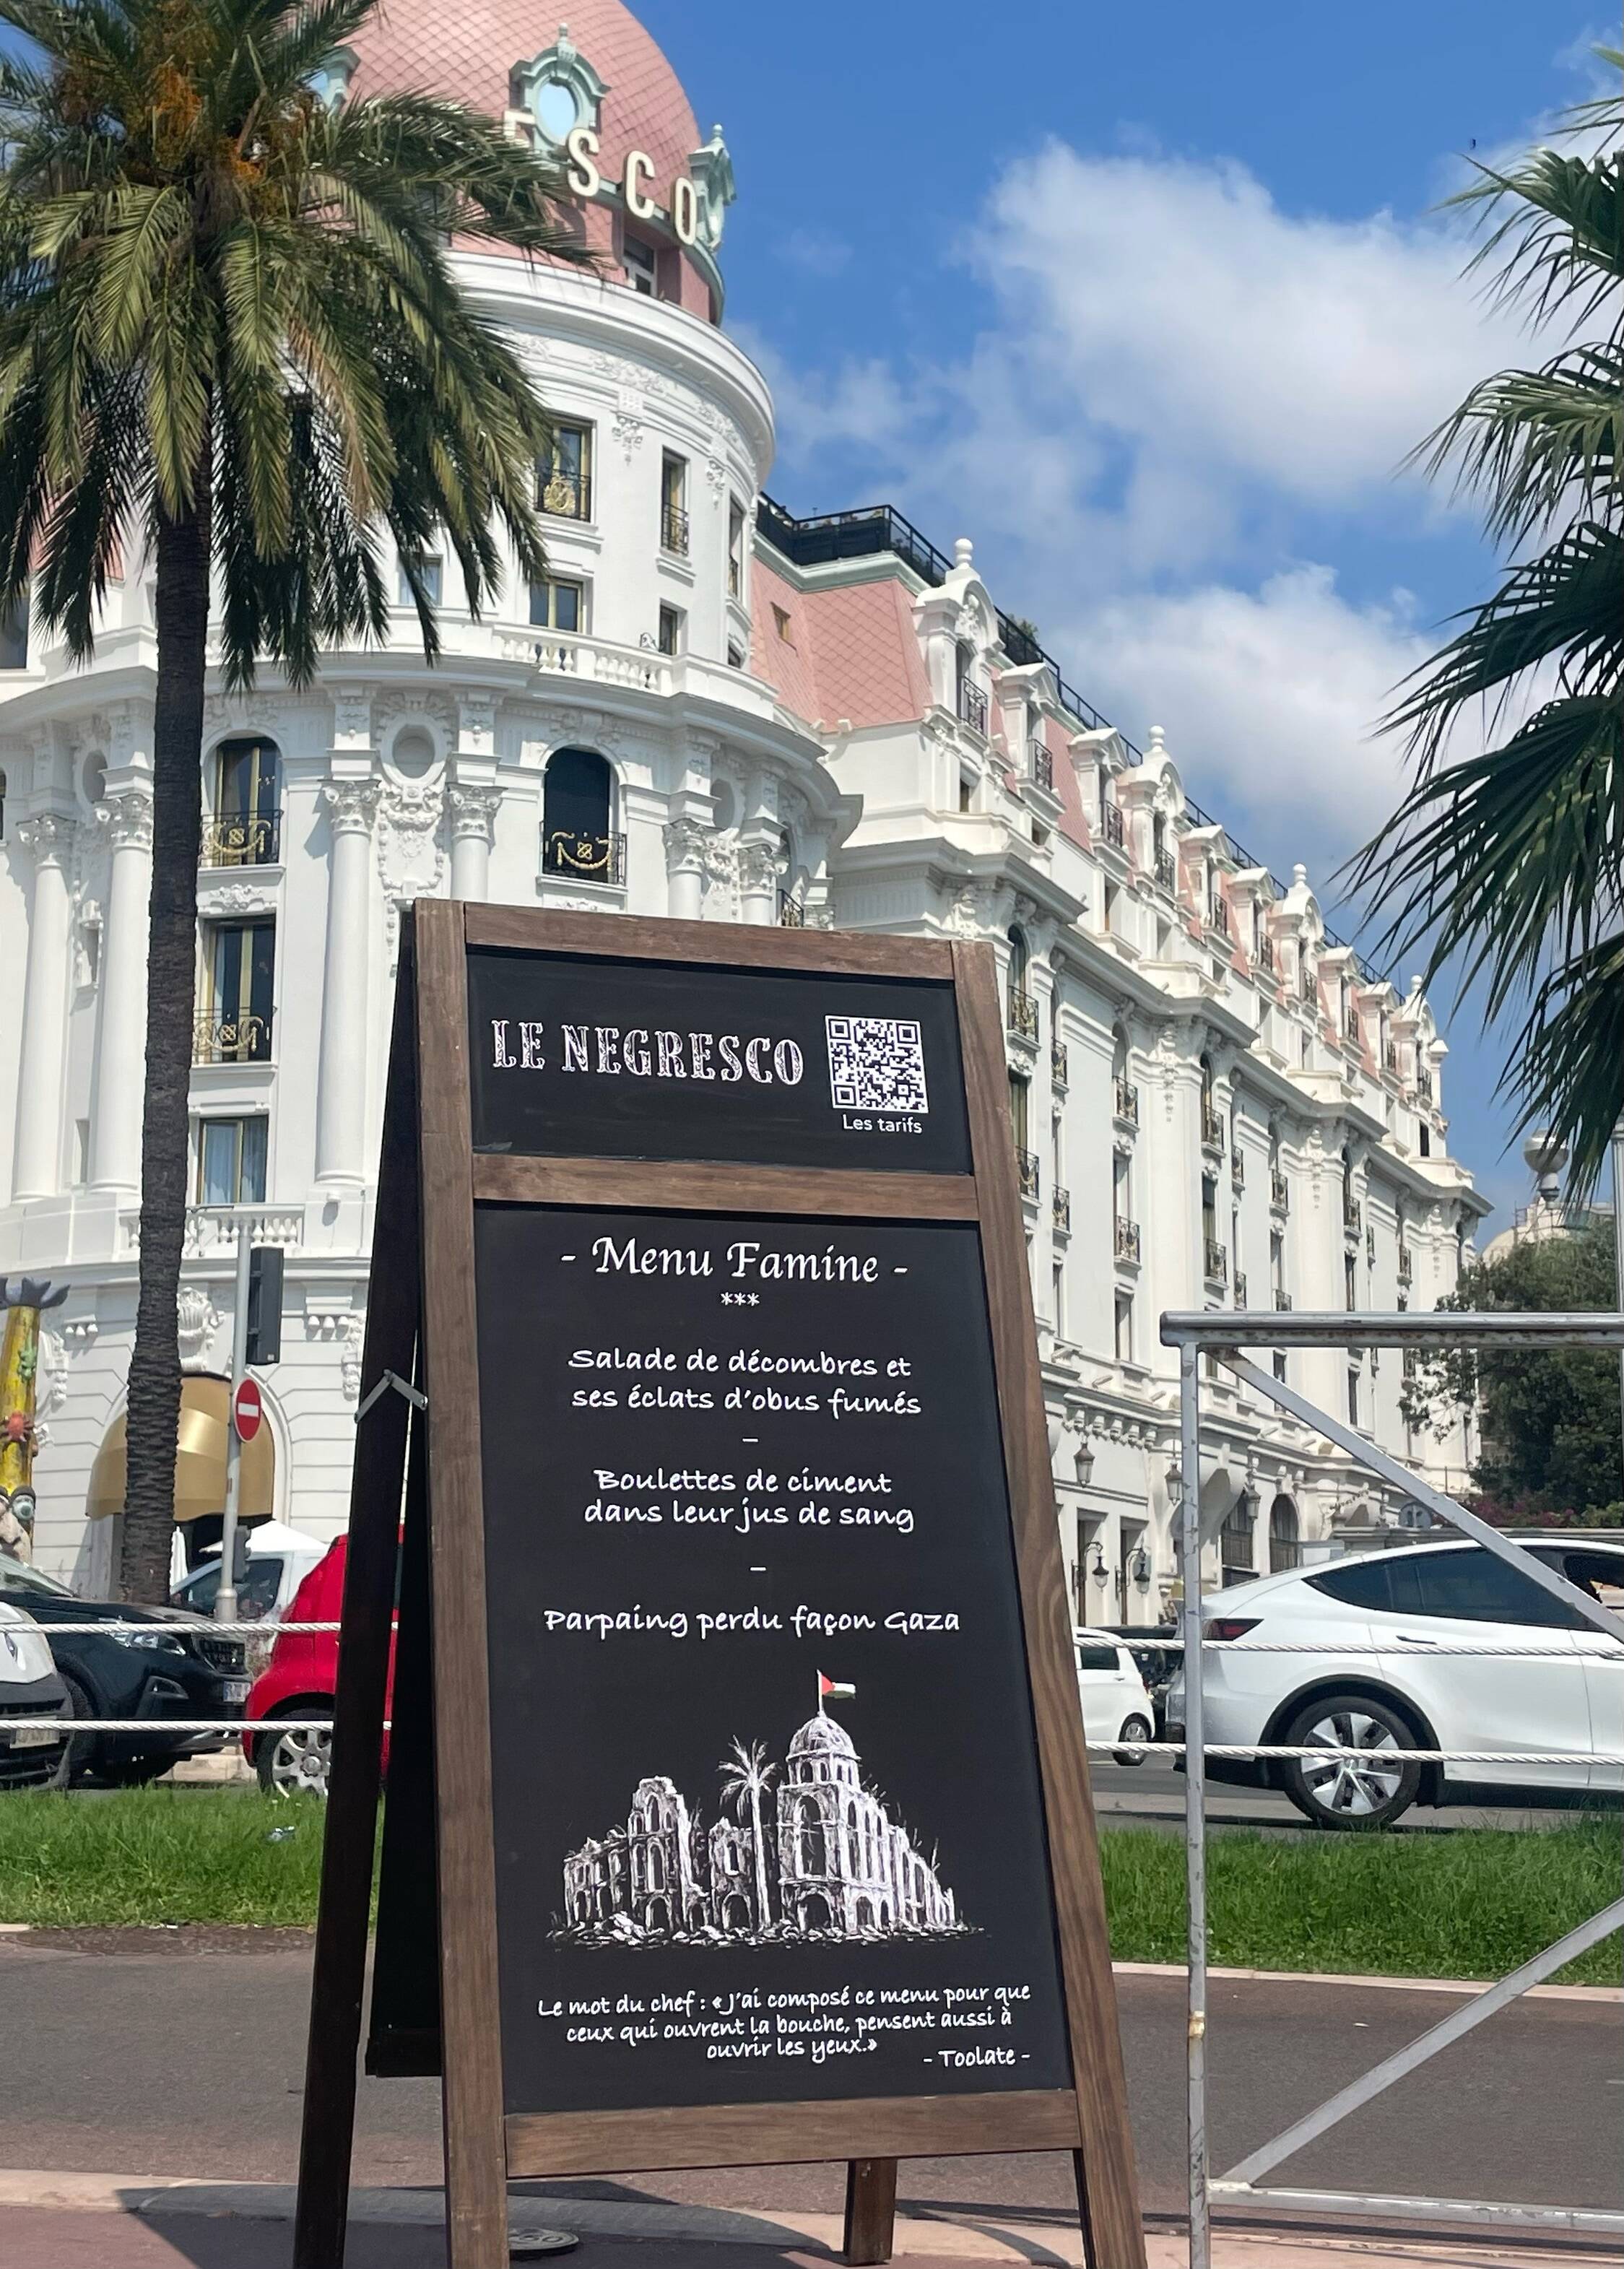 ESCO
LE NEGRESCO
Les tarifs
- Menu Famine -
***
Salade de décombres et
ses éclats d'obus fumés
–
Boulettes de ciment
dans leur jus de sang
–
Parpaing perdu façon Gaza
Le mot du chef : « J'ai composé ce menu pour que
ceux qui ouvrent la bouche, pensent aussi à
ouvrir les yeux.»
- Toolate -